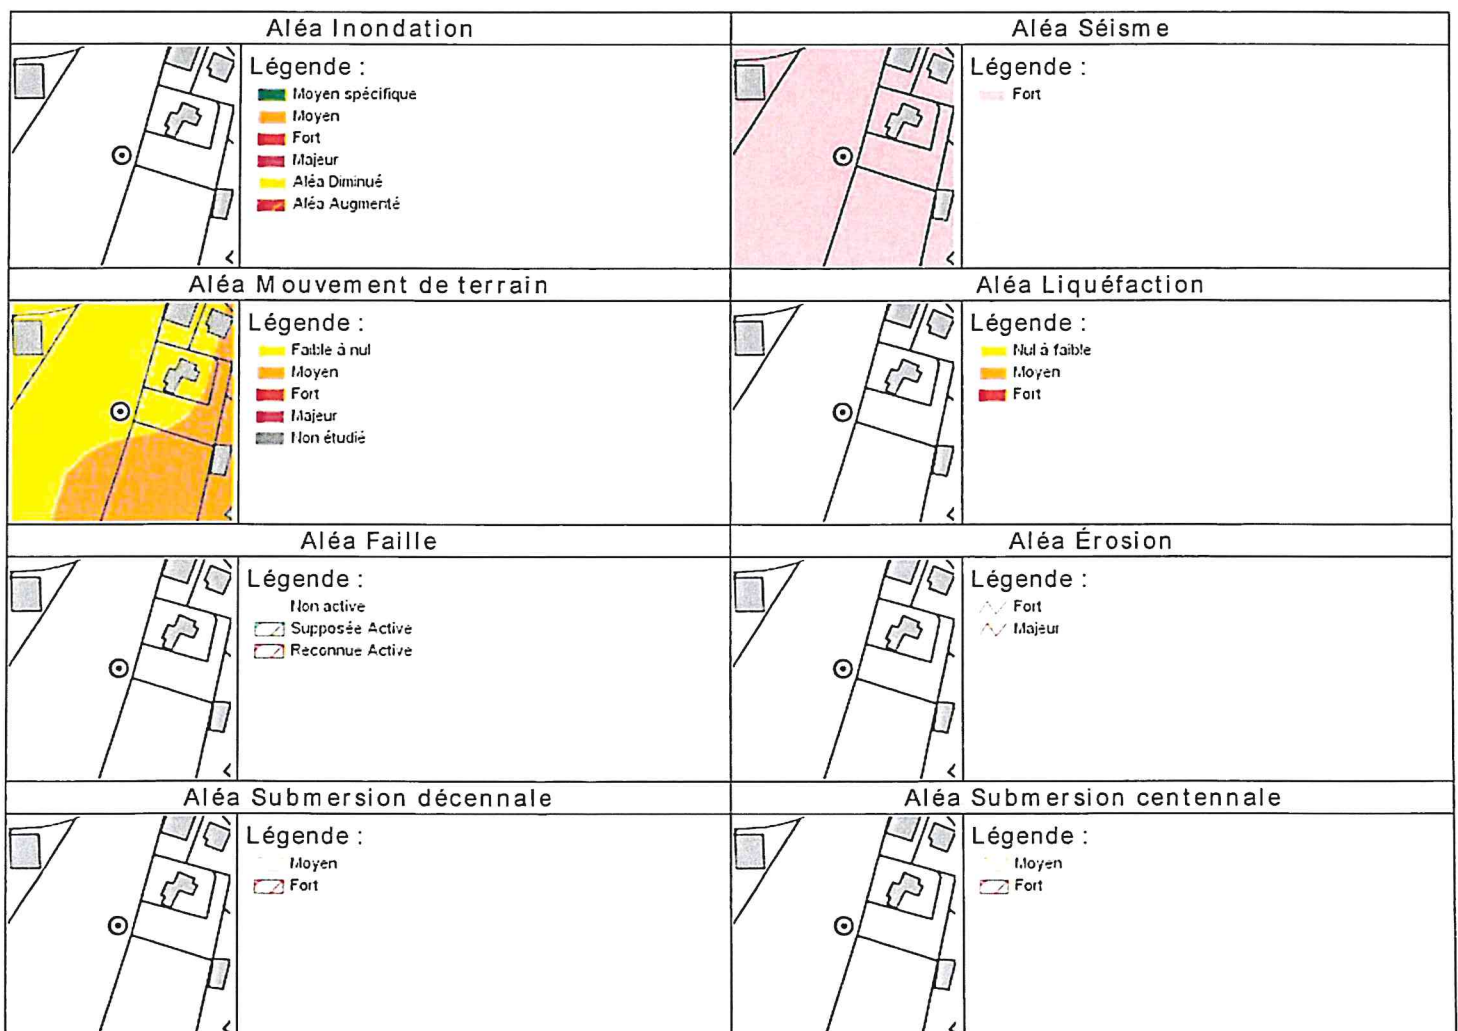 Aléa Inondation
Légende :
Moyen spécifique
Moyen
Fort
Majeur
Aléa Diminué
Aléa Augmenté
Aléa Séisme
Légende :
Fort
Aléa Mouvement de terrain
Légende :
Faible à nul
Moyen
Fort
Majeur
Non étudié
Aléa Liquéfaction
Légende :
Nul à faible
Moyen
Fort
Aléa Faille
Légende :
Non active
Supposée Active
Reconnue Active
Aléa Érosion
Légende :
Fort
Majeur
Aléa Submersion décennale
Légende :
Moyen
Fort
Aléa Submersion centennale
Légende :
Moyen
Fort